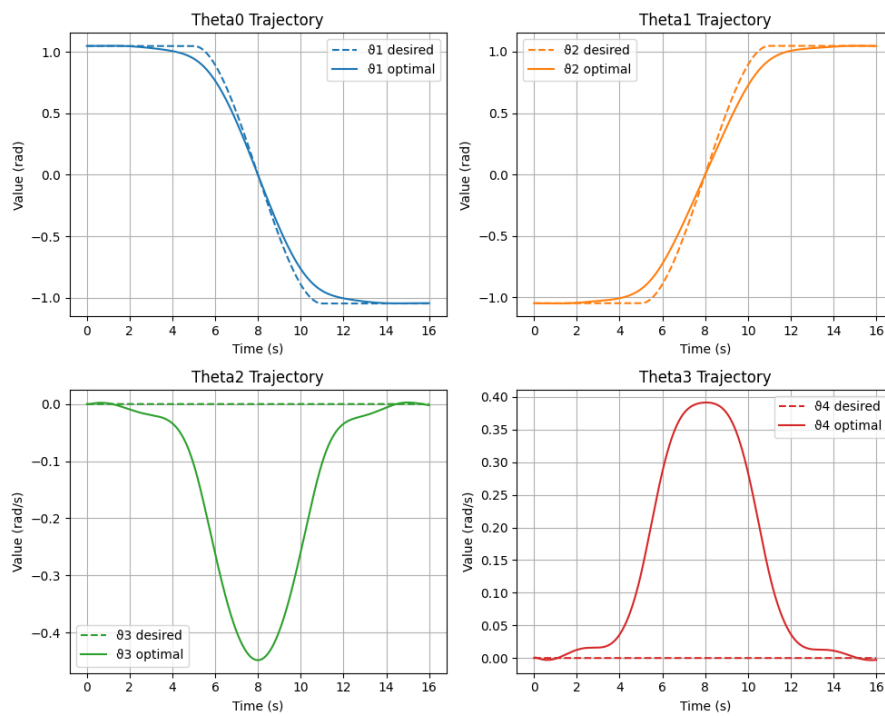 Theta0 Trajectory
1.0
0.5
0.0
−0.5
−1.0
Value (rad)
0 2 4 6 8 10 12 14 16
Time (s)
ϑ1 desired
ϑ1 optimal
Theta1 Trajectory
1.0
0.5
0.0
−0.5
−1.0
Value (rad)
0 2 4 6 8 10 12 14 16
Time (s)
ϑ2 desired
ϑ2 optimal
Theta2 Trajectory
0.0
−0.1
−0.2
−0.3
−0.4
Value (rad/s)
0 2 4 6 8 10 12 14 16
Time (s)
ϑ3 desired
ϑ3 optimal
Theta3 Trajectory
0.40
0.35
0.30
0.25
0.20
0.15
0.10
0.05
0.00
Value (rad/s)
0 2 4 6 8 10 12 14 16
Time (s)
ϑ4 desired
ϑ4 optimal